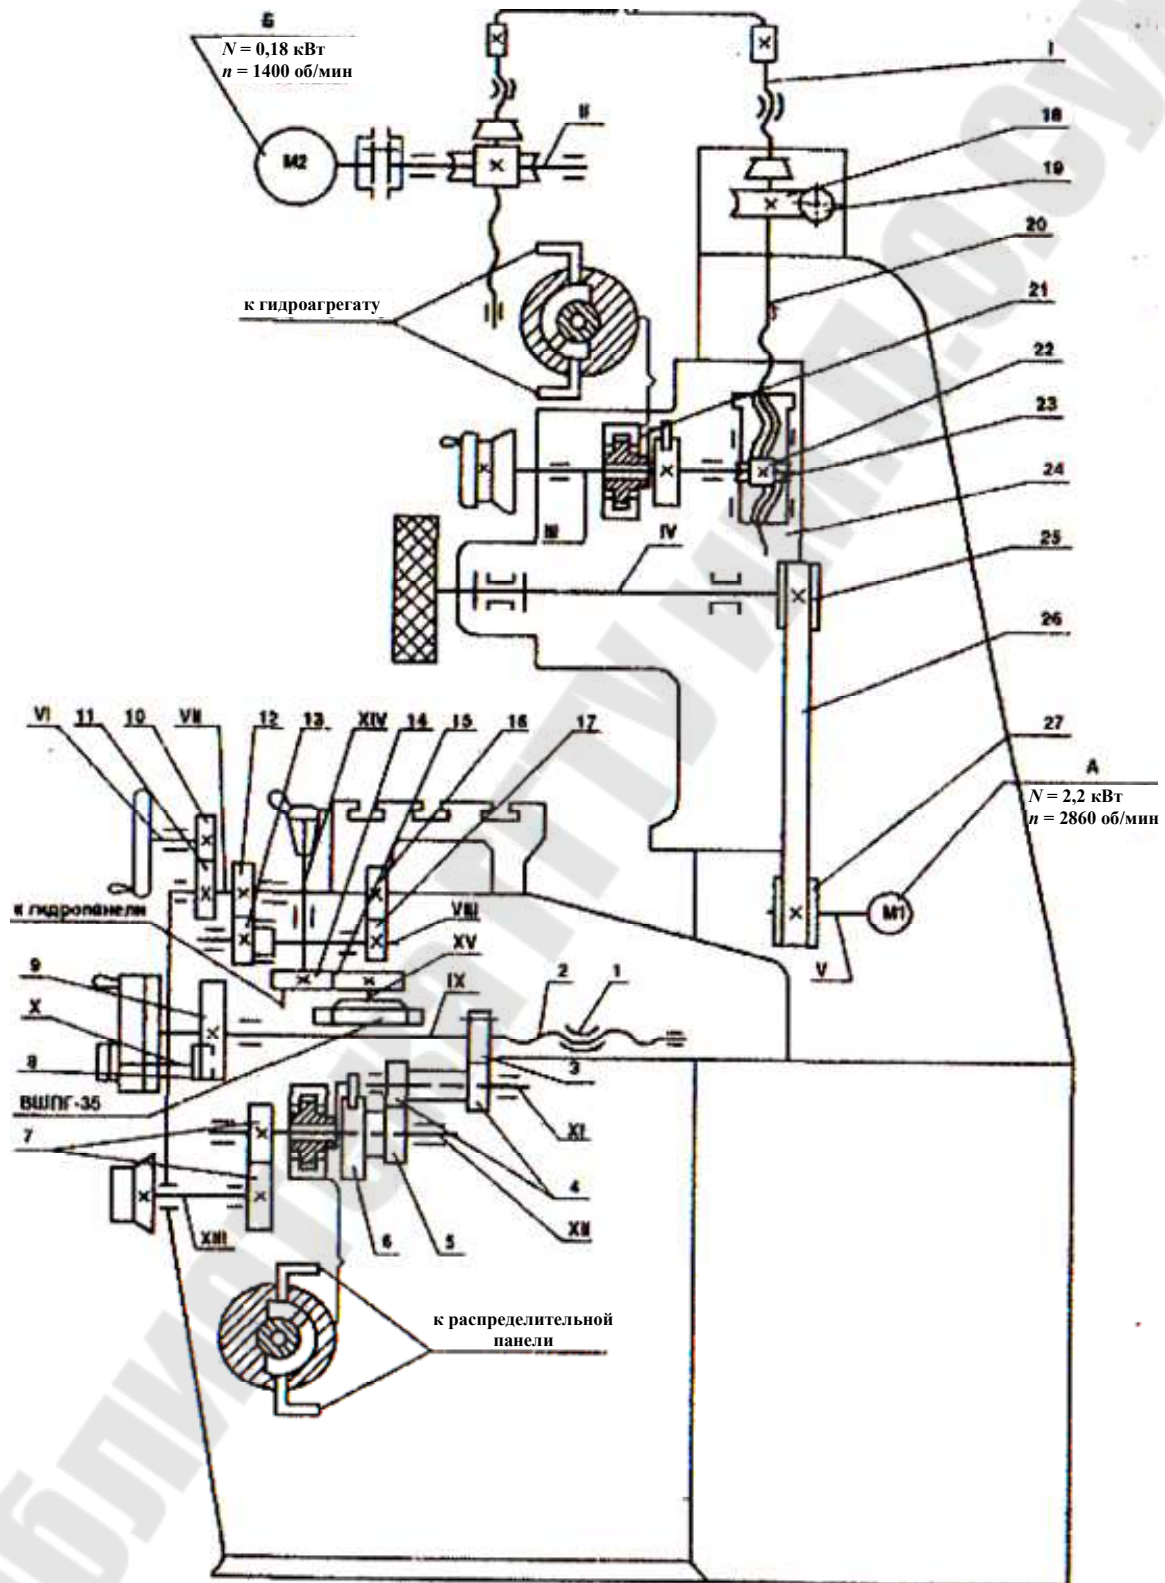 Б
N = 0,18 кВт
n = 1400 об/мин
I
18
II
М2
19
20
21
к гидроагрегату
22
23
24
III
IV
25
26
VI
11
10
VII
12
13
XIV
14
15
16
17
27
А
N = 2,2 кВт
n = 2860 об/мин
к гидропанели
VIII
М1
XV
V
9
IX
2
1
X
8
3
ВШПГ-35
XI
7
4
XII
XIII
6
5
к распределительной
панели